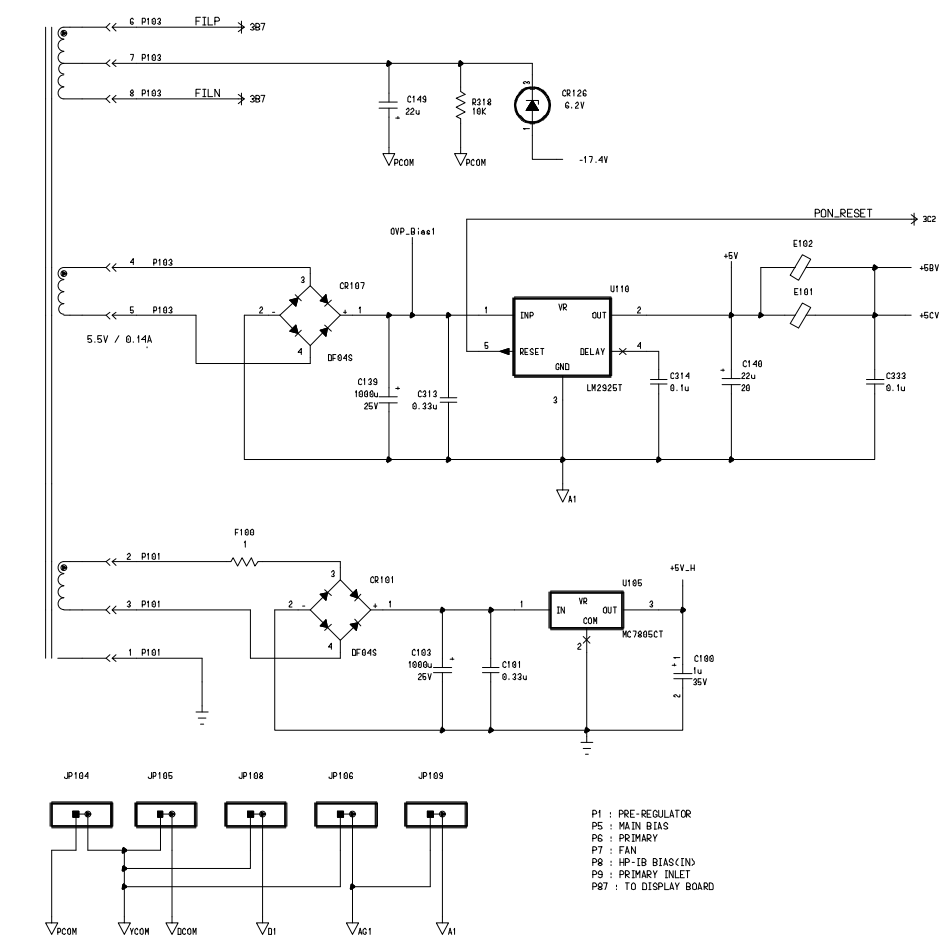 6 P103 FILP 3B7
7 P103
8 P103 FILN 3B7
C149
22u
+
R318
10K
3
1
CR126
6.2V
PCOM
PCOM
-17.4V
PON_RESET
3C2
OVP_Bias1
4 P103
5 P103
5.5V / 0.14A
3
CR107
2 - + 1
4
DF04S
C139
1000u
25V
+
C313
0.33u
1
5
U110
VR
INP OUT
RESET DELAY
GND
LM2925T
2
4
3
C314
0.1u
+5V
E102
E101
+5BV
+5CV
+
C140
22u
20
C333
0.1u
A1
2 P101
3 P101
1 P101
F100
1
3
CR101
2 - + 1
4
DF04S
C103
1000u
25V
+
C101
0.33u
1
U105
VR
IN OUT
COM
MC7805CT
2
3
+5V_H
+ 1
C100
1u
35V
2
JP104 JP105 JP108 JP106 JP109
PCOM YCOM DCOM D1 AG1 A1
P1 : PRE-REGULATOR
P5 : MAIN BIAS
P6 : PRIMARY
P7 : FAN
P8 : HP-IB BIAS(IN)
P9 : PRIMARY INLET
P87 : TO DISPLAY BOARD